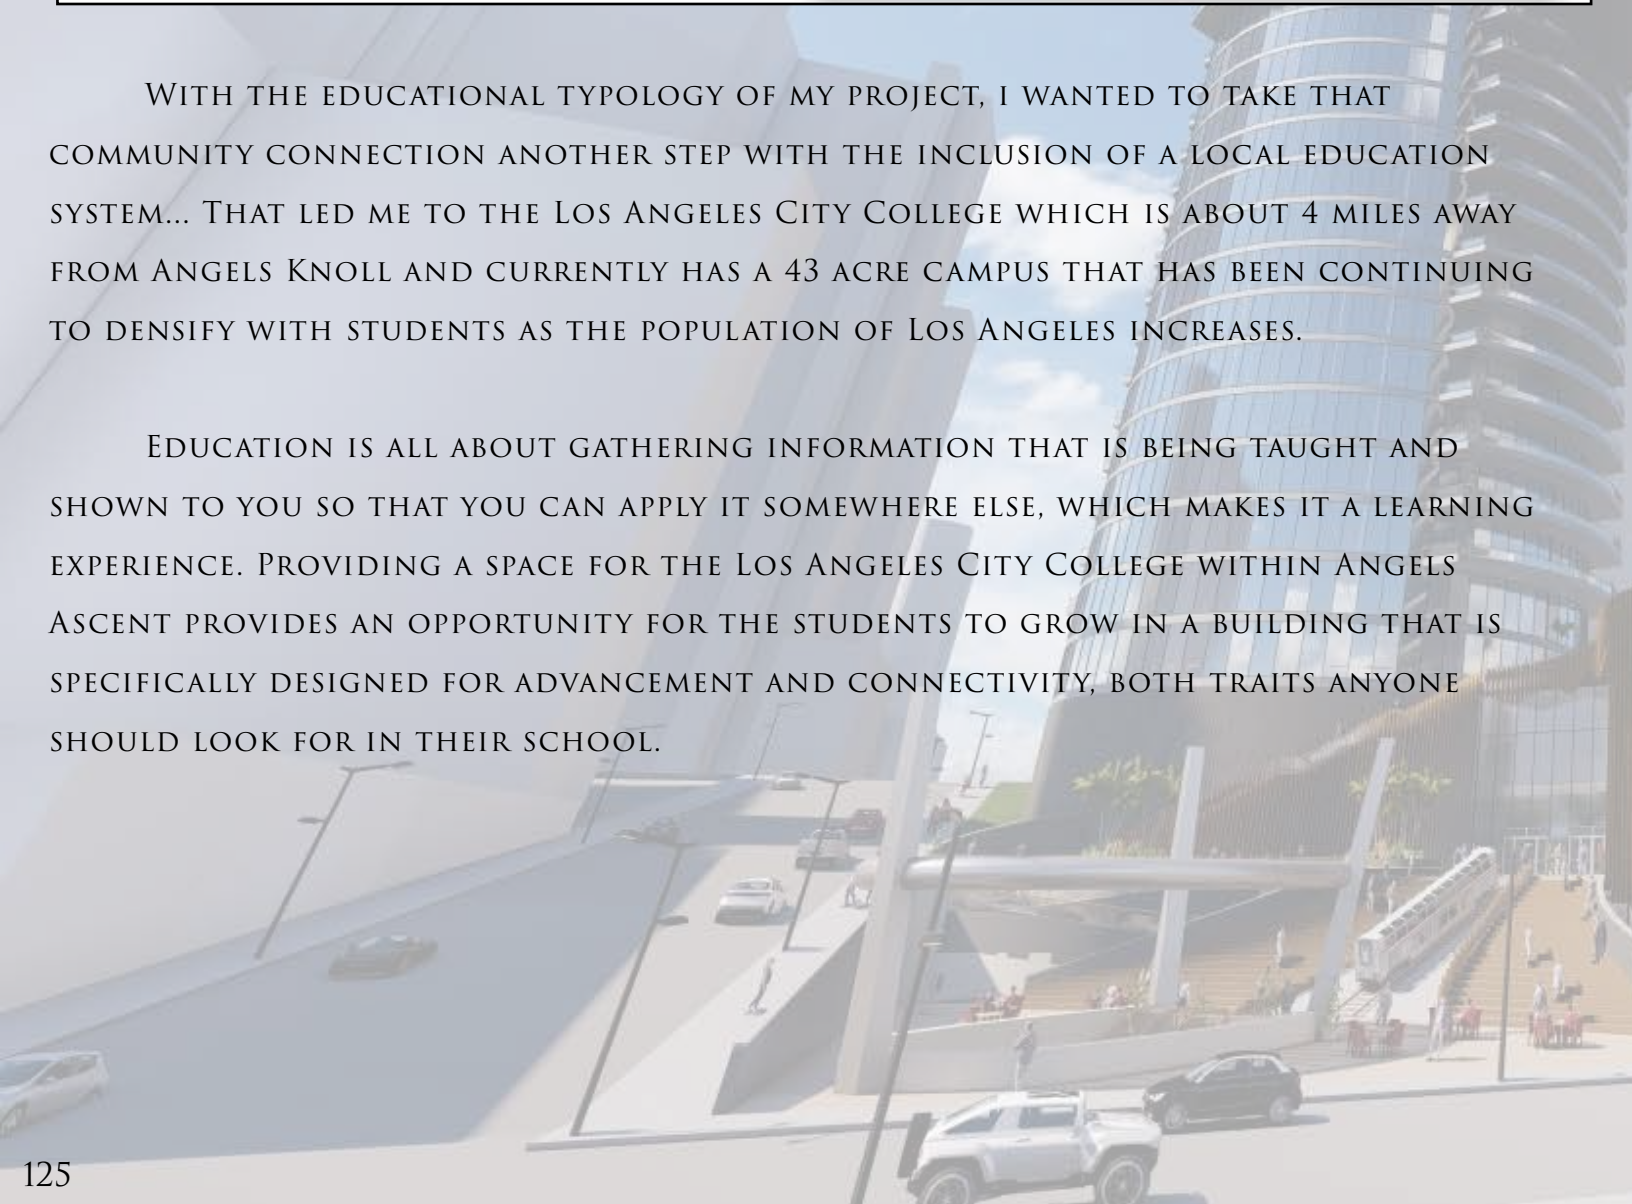 With the educational typology of my project, I wanted to take that
community connection another step with the inclusion of a local education
system... That led me to the Los Angeles City College which is about 4 miles away
from Angels Knoll and currently has a 43 acre campus that has been continuing
to densify with students as the population of Los Angeles increases.
Education is all about gathering information that is being taught and
shown to you so that you can apply it somewhere else, which makes it a learning
experience. Providing a space for the Los Angeles City College within Angels
Ascent provides an opportunity for the students to grow in a building that is
specifically designed for advancement and connectivity, both traits anyone
should look for in their school.
125